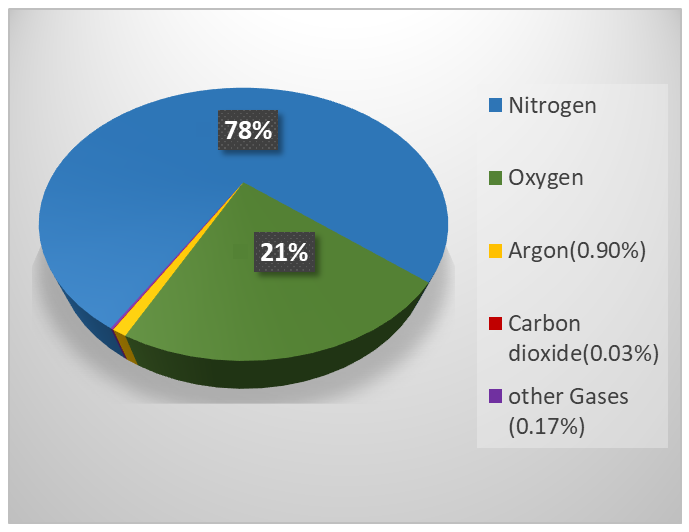 78%
21%
Nitrogen
Oxygen
Argon(0.90%)
Carbon
dioxide(0.03%)
other Gases
(0.17%)